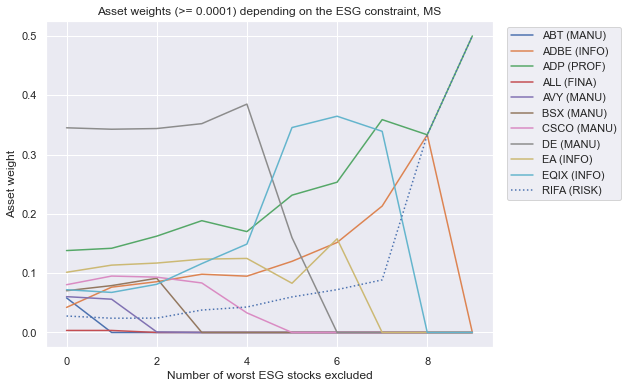 Asset weights (>= 0.0001) depending on the ESG constraint, MS
0.5
0.4
0.3
0.2
0.1
0.0
Asset weight
0 2 4 6 8
Number of worst ESG stocks excluded
ABT (MANU)
ADBE (INFO)
ADP (PROF)
ALL (FINA)
AVY (MANU)
BSX (MANU)
CSCO (MANU)
DE (MANU)
EA (INFO)
EQIX (INFO)
RIFA (RISK)